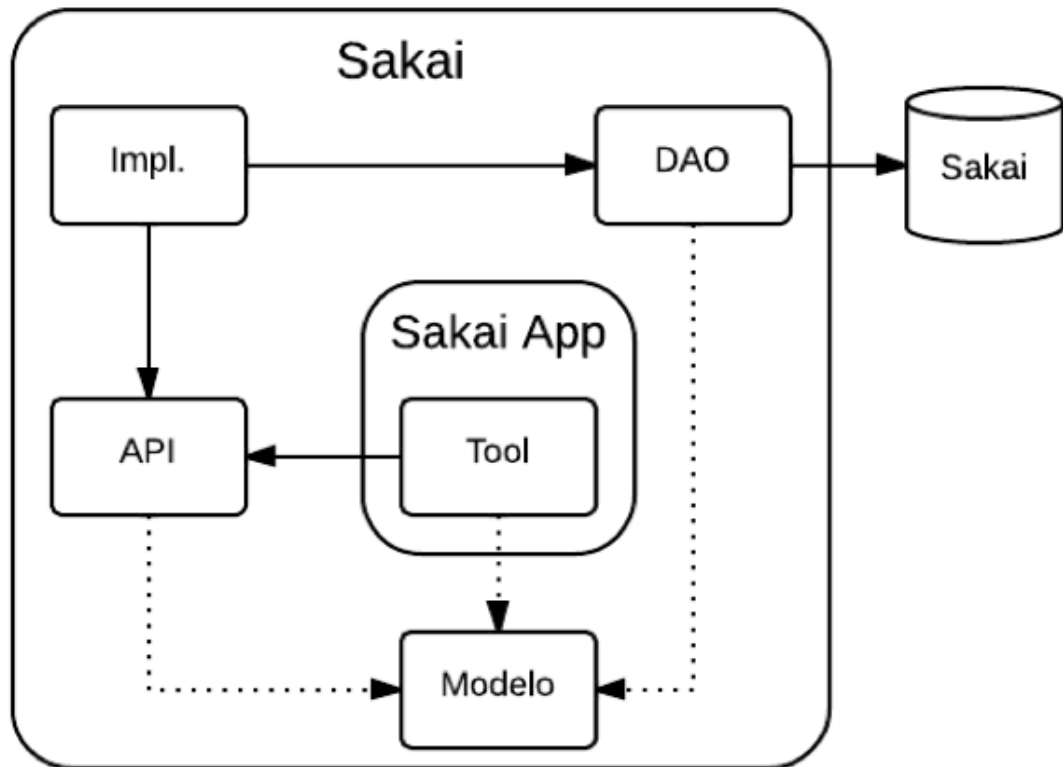 Sakai
Impl.
DAO
Sakai
Sakai App
API
Tool
Modelo